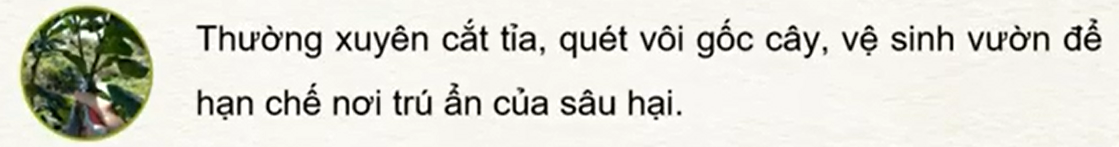 Thường xuyên cắt tỉa, quét vôi gốc cây, vệ sinh vườn để
hạn chế nơi trú ẩn của sâu hại.